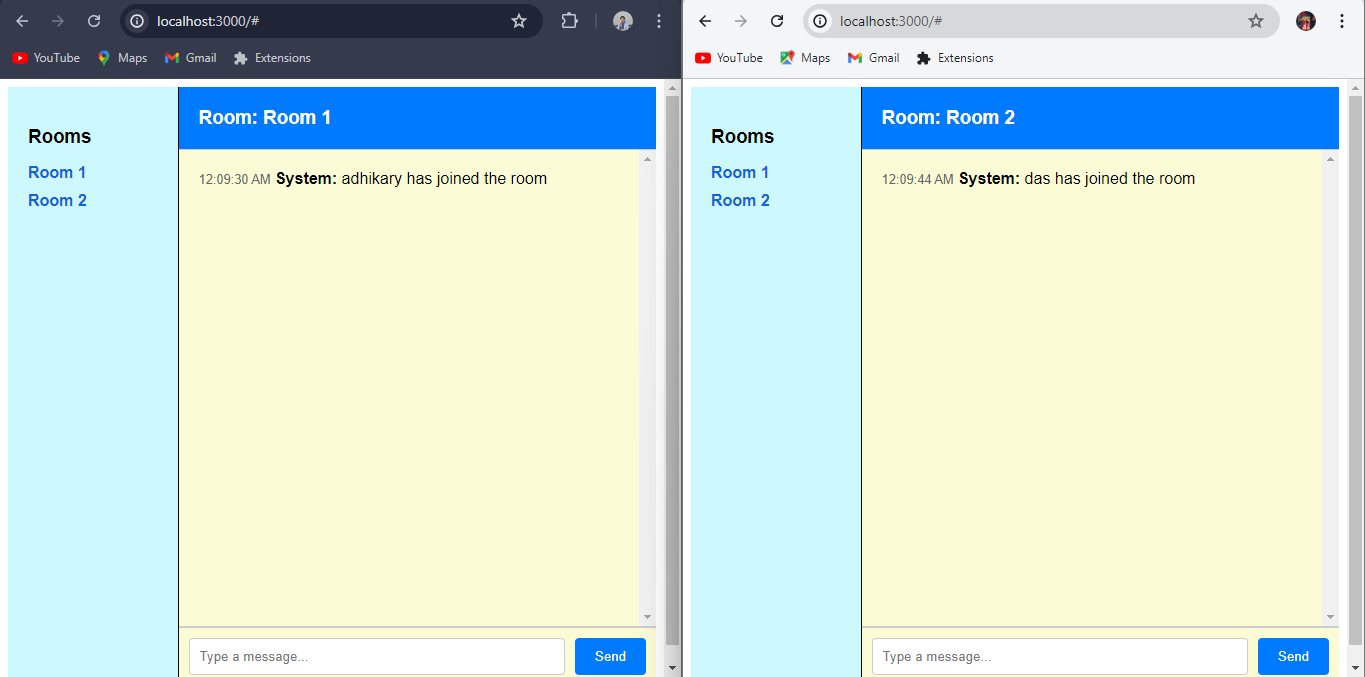 localhost:3000/#
YouTube Maps Gmail Extensions
Rooms
Room 1
Room 2
Room: Room 1
12:09:30 AM System: adhikary has joined the room
Type a message...
Send
localhost:3000/#
YouTube Maps Gmail Extensions
Rooms
Room 1
Room 2
Room: Room 2
12:09:44 AM System: das has joined the room
Type a message...
Send